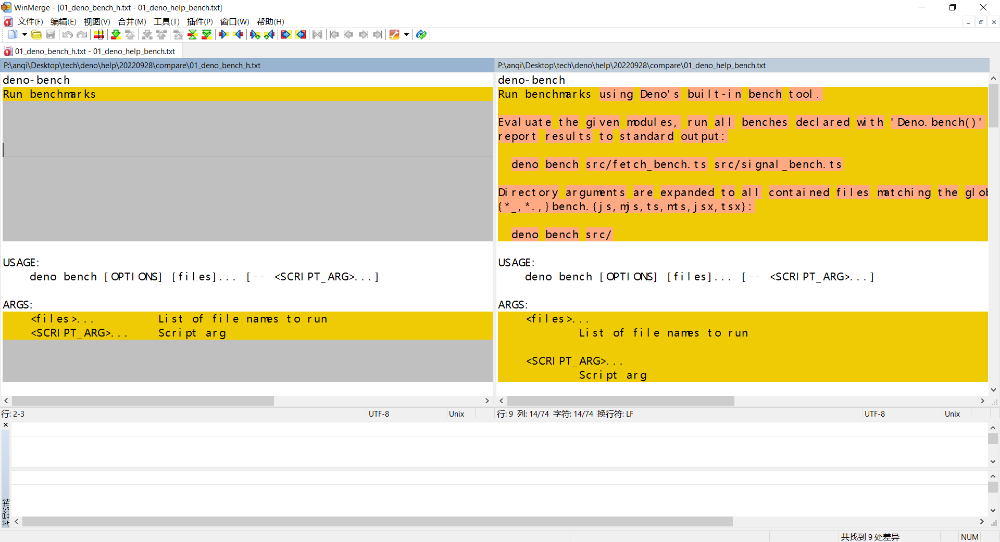 WinMerge - [01_deno_bench_h.txt - 01_deno_help_bench.txt]
文件(F) 编辑(E) 视图(V) 合并(M) 工具(T) 插件(P) 窗口(W) 帮助(H)
01_deno_bench_h.txt - 01_deno_help_bench.txt
P:\anqi\Desktop\tech\deno\help\20220928\compare\01_deno_bench_h.txt
deno-bench
Run benchmarks
USAGE:
deno bench [OPTIONS] [files]... [-- <SCRIPT_ARG>...]
ARGS:
<files>... List of file names to run
<SCRIPT_ARG>... Script arg
行: 2-3 UTF-8 Unix
P:\anqi\Desktop\tech\deno\help\20220928\compare\01_deno_help_bench.txt
deno-bench
Run benchmarks using Deno's built-in bench tool.
Evaluate the given modules, run all benches declared with 'Deno.bench()'
report results to standard output:
deno bench src/fetch_bench.ts src/signal_bench.ts
Directory arguments are expanded to all contained files matching the glob
{*_,*.,}bench.{js,mjs,ts,mts,jsx,tsx}:
deno bench src/
USAGE:
deno bench [OPTIONS] [files]... [-- <SCRIPT_ARG>...]
ARGS:
<files>...
List of file names to run
<SCRIPT_ARG>...
Script arg
行: 9 列: 14/74 字符: 14/74 换行符: LF UTF-8 Unix
差异窗格
共找到 9 处差异 NUM